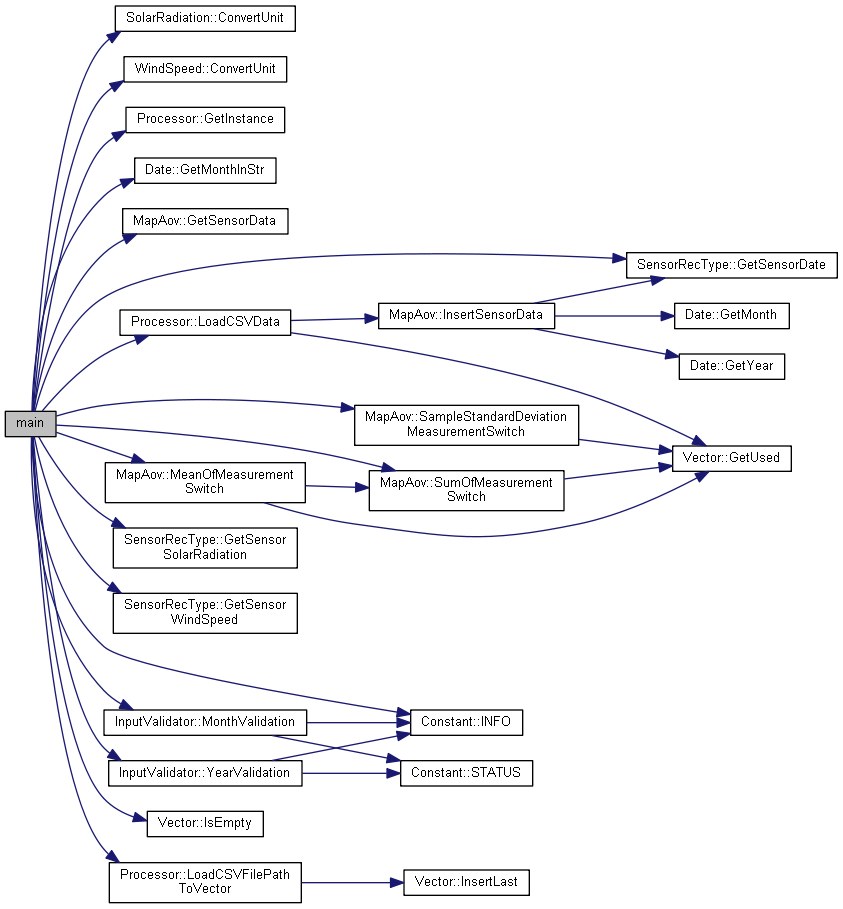 SolarRadiation::ConvertUnit
WindSpeed::ConvertUnit
Processor::GetInstance
Date::GetMonthInStr
MapAov::GetSensorData
SensorRecType::GetSensorDate
Processor::LoadCSVData
MapAov::InsertSensorData
Date::GetMonth
Date::GetYear
main
MapAov::SampleStandardDeviation
MeasurementSwitch
Vector::GetUsed
MapAov::MeanOfMeasurement
Switch
MapAov::SumOfMeasurement
Switch
SensorRecType::GetSensor
SolarRadiation
SensorRecType::GetSensor
WindSpeed
InputValidator::MonthValidation
Constant::INFO
InputValidator::YearValidation
Constant::STATUS
Vector::IsEmpty
Processor::LoadCSVFilePath
ToVector
Vector::InsertLast